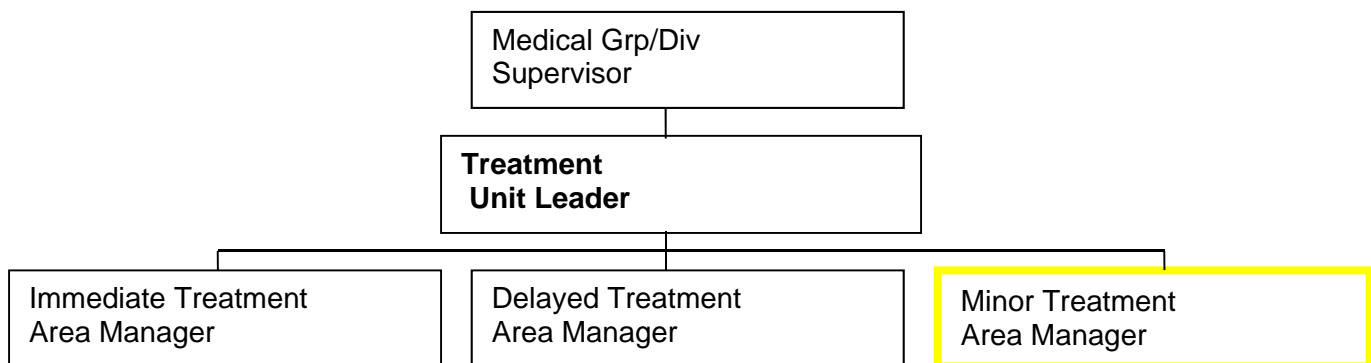 Medical Grp/Div
Supervisor
Treatment
Unit Leader
Immediate Treatment
Area Manager
Delayed Treatment
Area Manager
Minor Treatment
Area Manager